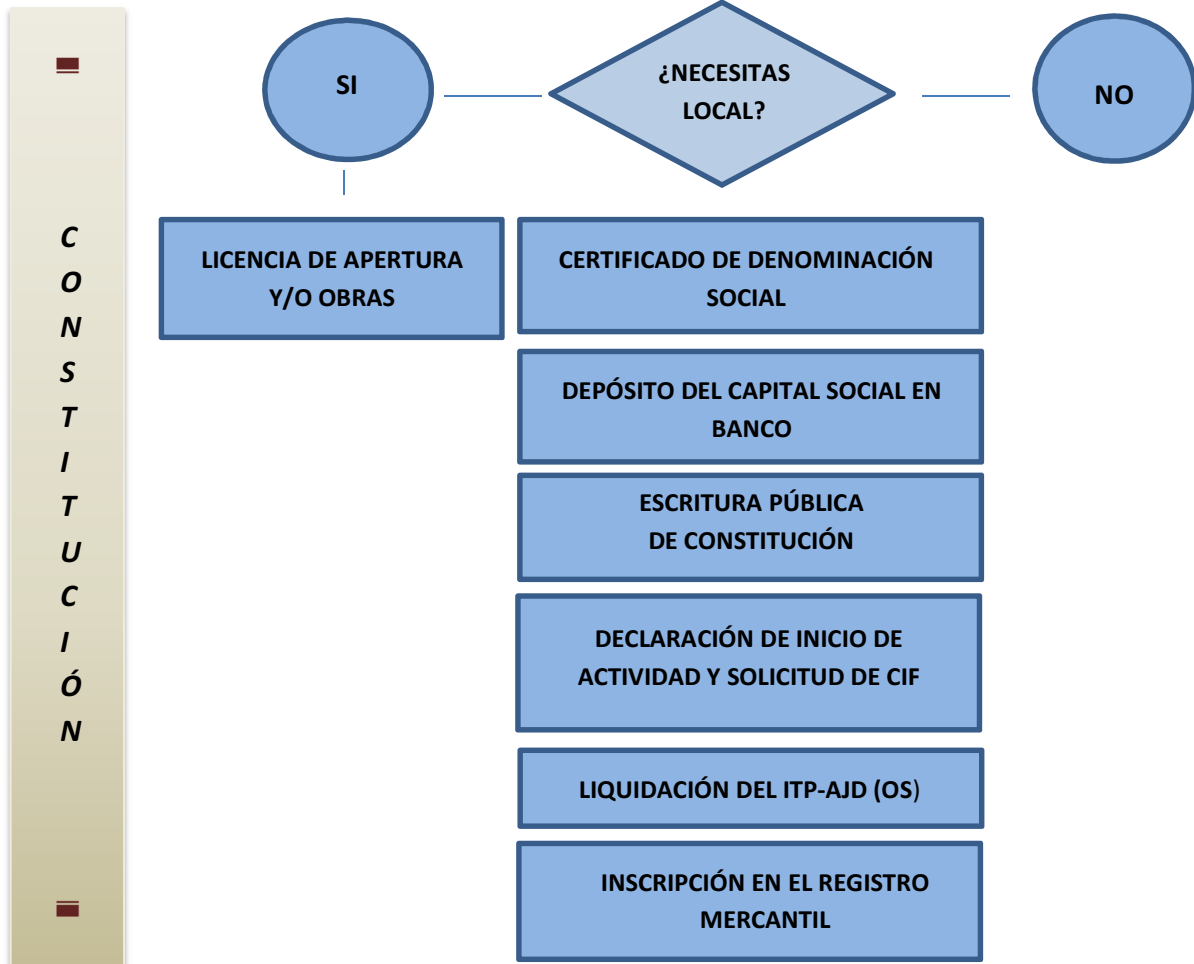 CONSTITUCIÓN
SI
¿NECESITAS
LOCAL?
NO
LICENCIA DE APERTURA
Y/O OBRAS
CERTIFICADO DE DENOMINACIÓN
SOCIAL
DEPÓSITO DEL CAPITAL SOCIAL EN
BANCO
ESCRITURA PÚBLICA
DE CONSTITUCIÓN
DECLARACIÓN DE INICIO DE
ACTIVIDAD Y SOLICITUD DE CIF
LIQUIDACIÓN DEL ITP-AJD (OS)
INSCRIPCIÓN EN EL REGISTRO
MERCANTIL